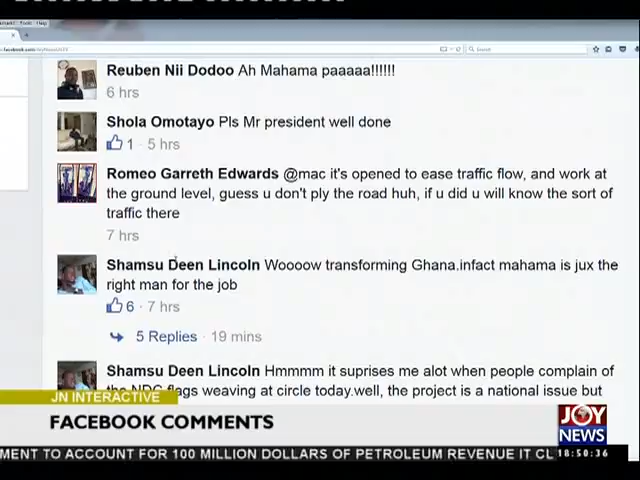 Tools Help
Search
Reuben Nii Dodoo Ah Mahama paaaaa!!!!!!
6 hrs
Shola Omotayo Pls Mr president well done
1 · 5 hrs
Romeo Garreth Edwards @mac it's opened to ease traffic flow, and work at
the ground level, guess u don't ply the road huh, if u did u will know the sort of
traffic there
7 hrs
Shamsu Deen Lincoln Woooow transforming Ghana.infact mahama is jux the
right man for the job
6 · 7 hrs
5 Replies · 19 mins
Shamsu Deen Lincoln Hmmmm it suprises me alot when people complain of
the NDC flags weaving at circle today.well, the project is a national issue but
JN INTERACTIVE
FACEBOOK COMMENTS
JOY
NEWS
MENT TO ACCOUNT FOR 100 MILLION DOLLARS OF PETROLEUM REVENUE IT CL
18:50:36